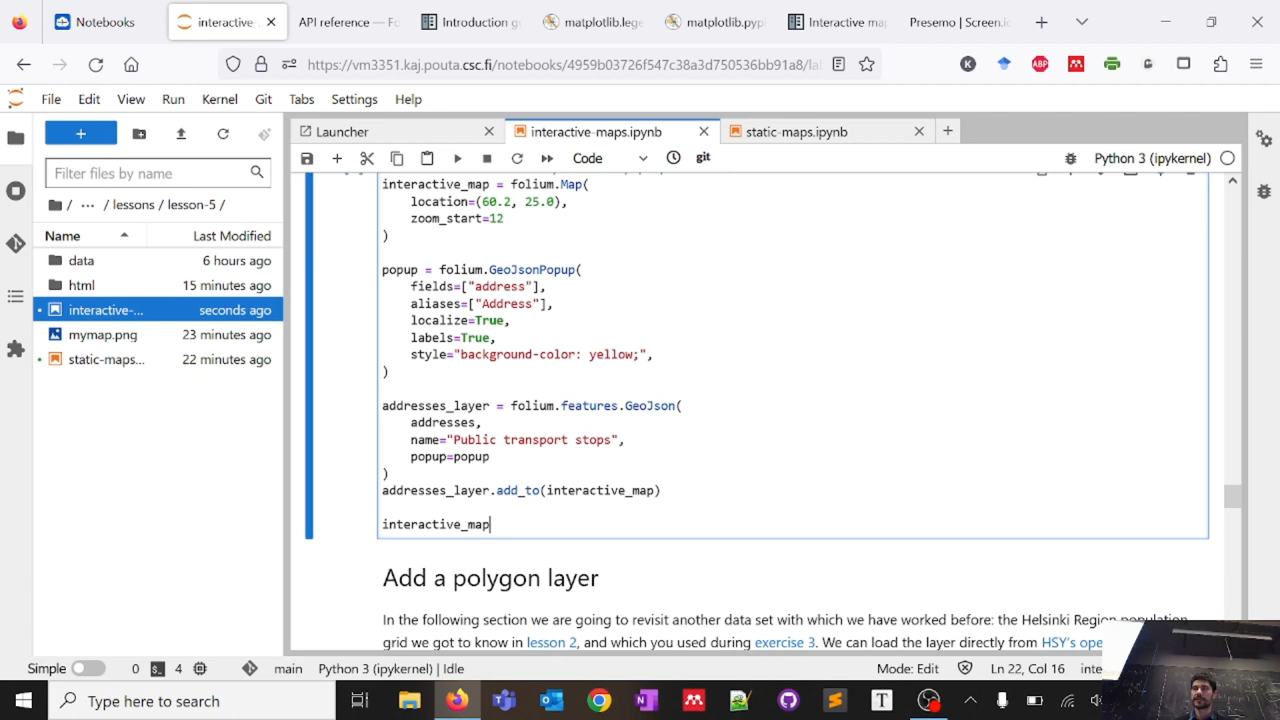 Notebooks
interactive-
API reference — Fo
Introduction g
matplotlib.lege
matplotlib.pypl
Interactive map
Presemo | Screen.io
https://vm3351.kaj.pouta.csc.fi/notebooks/4959b03726f547c38a3d750536bb91a8/lal
File Edit View Run Kernel Git Tabs Settings Help
Launcher
interactive-maps.ipynb
static-maps.ipynb
Code
git
Python 3 (ipykernel)
Filter files by name
/ ... / lessons / lesson-5 /
Name Last Modified
data 6 hours ago
html 15 minutes ago
interactive-... seconds ago
mymap.png 23 minutes ago
static-maps... 22 minutes ago
interactive_map = folium.Map(
location=(60.2, 25.0),
zoom_start=12
)
popup = folium.GeoJsonPopup(
fields=["address"],
aliases=["Address"],
localize=True,
labels=True,
style="background-color: yellow;",
)
addresses_layer = folium.features.GeoJson(
addresses,
name="Public transport stops",
popup=popup
)
addresses_layer.add_to(interactive_map)
interactive_map
Add a polygon layer
In the following section we are going to revisit another data set with which we have worked before: the Helsinki Region population
grid we got to know in lesson 2, and which you used during exercise 3. We can load the layer directly from HSY's ope
Simple 0 4 main Python 3 (ipykernel) | Idle Mode: Edit Ln 22, Col 16 inte
Type here to search